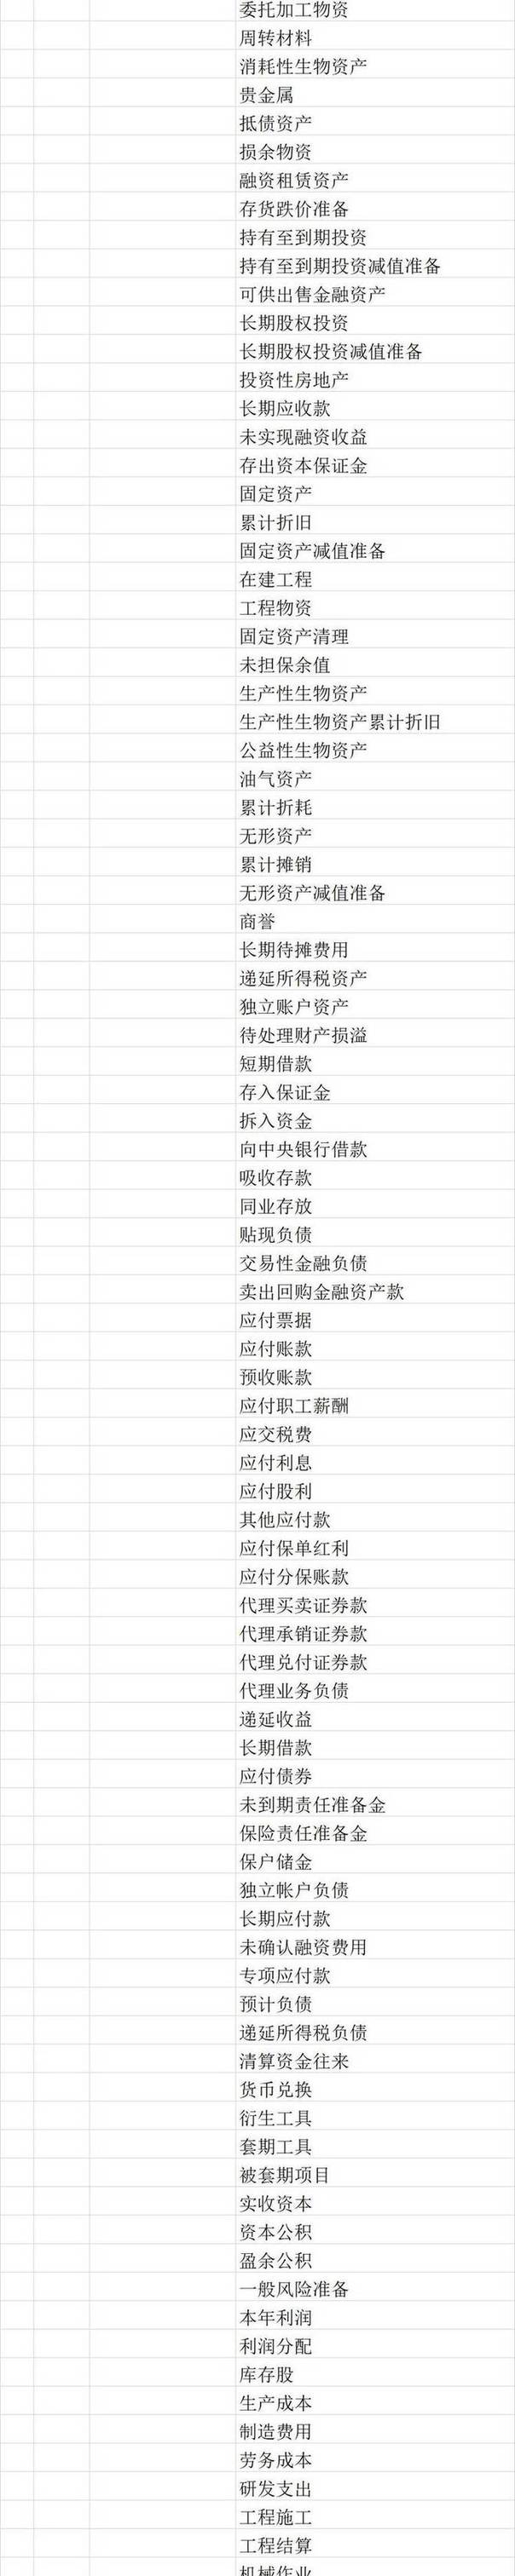 委托加工物资
周转材料
消耗性生物资产
贵金属
抵债资产
损余物资
融资租赁资产
存货跌价准备
持有至到期投资
持有至到期投资减值准备
可供出售金融资产
长期股权投资
长期股权投资减值准备
投资性房地产
长期应收款
未实现融资收益
存出资本保证金
固定资产
累计折旧
固定资产减值准备
在建工程
工程物资
固定资产清理
未担保余值
生产性生物资产
生产性生物资产累计折旧
公益性生物资产
油气资产
累计折耗
无形资产
累计摊销
无形资产减值准备
商誉
长期待摊费用
递延所得税资产
独立账户资产
待处理财产损溢
短期借款
存入保证金
拆入资金
向中央银行借款
吸收存款
同业存放
贴现负债
交易性金融负债
卖出回购金融资产款
应付票据
应付账款
预收账款
应付职工薪酬
应交税费
应付利息
应付股利
其他应付款
应付保单红利
应付分保账款
代理买卖证券款
代理承销证券款
代理兑付证券款
代理业务负债
递延收益
长期借款
应付债券
未到期责任准备金
保险责任准备金
保户储金
独立帐户负债
长期应付款
未确认融资费用
专项应付款
预计负债
递延所得税负债
清算资金往来
货币兑换
衍生工具
套期工具
被套期项目
实收资本
资本公积
盈余公积
一般风险准备
本年利润
利润分配
库存股
生产成本
制造费用
劳务成本
研发支出
工程施工
工程结算
机械作业